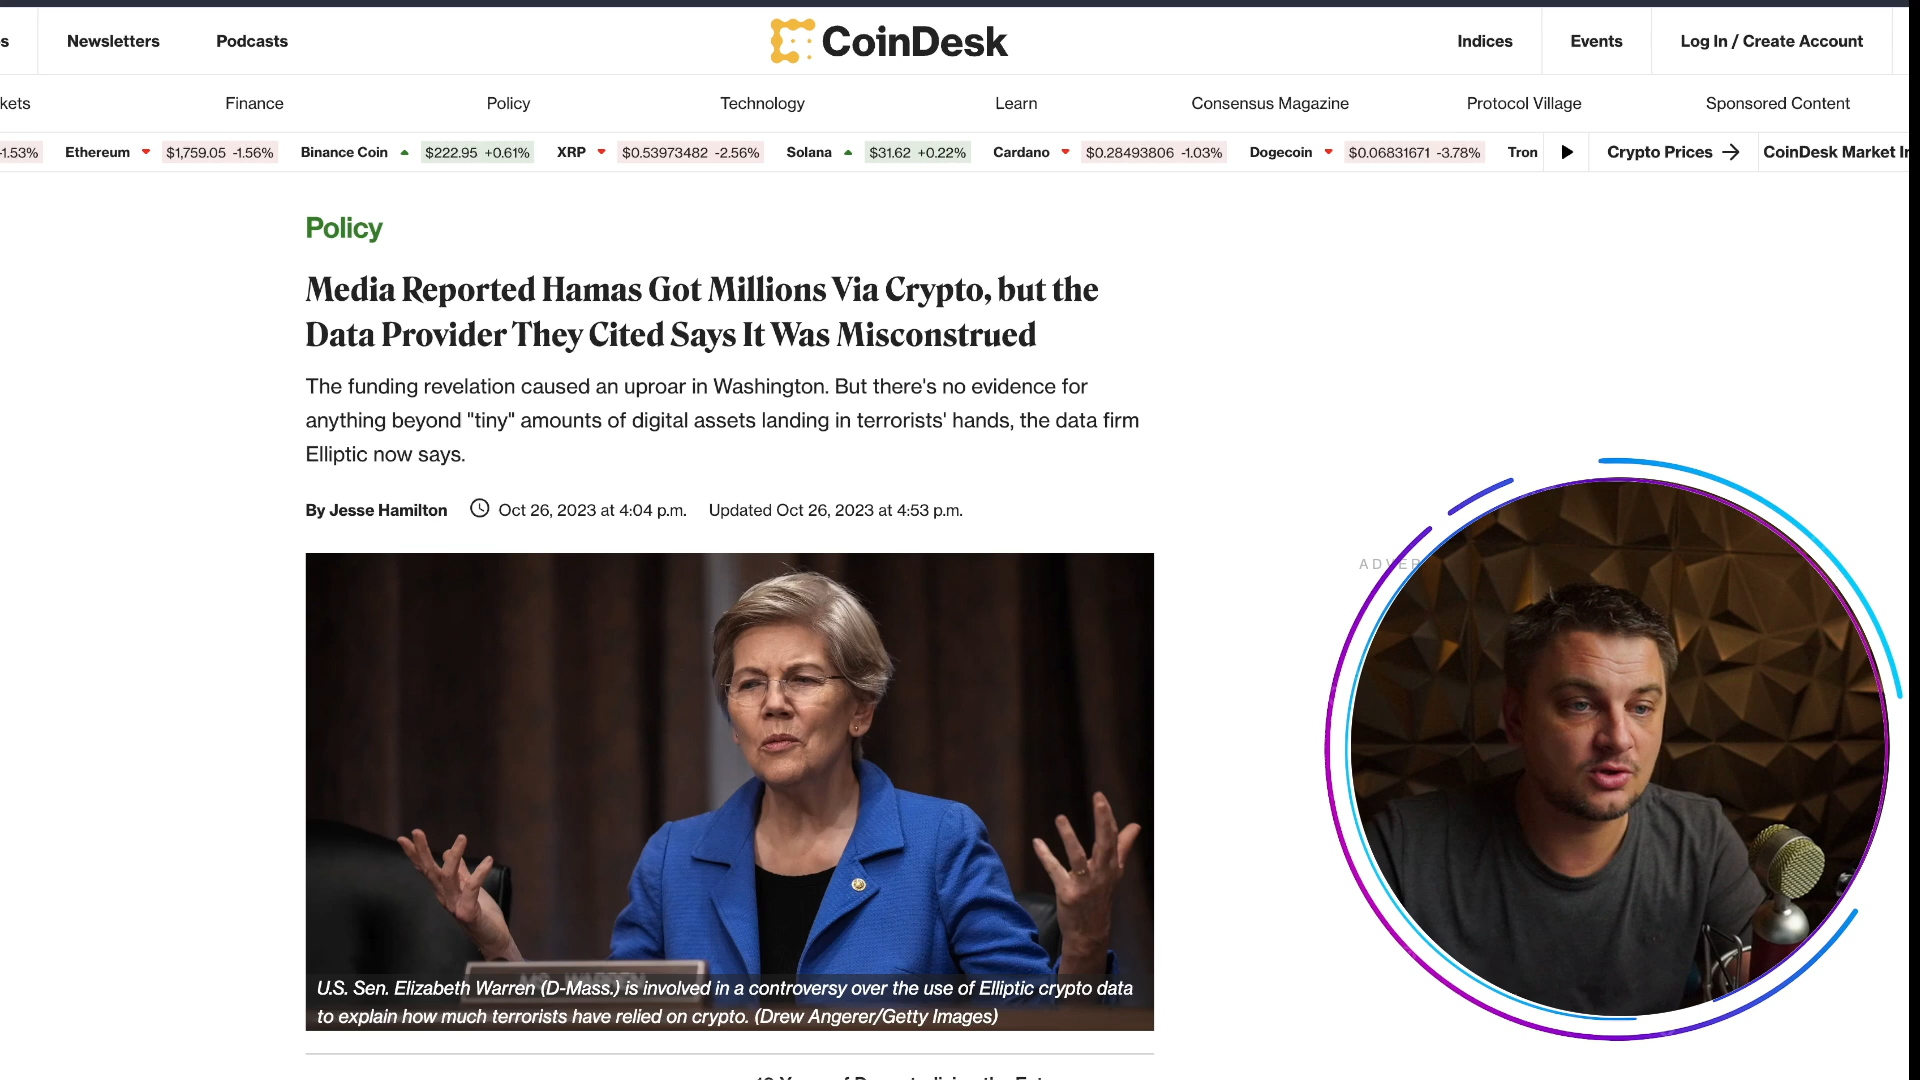 s Newsletters Podcasts CoinDesk Indices Events Log In / Create Account
kets Finance Policy Technology Learn Consensus Magazine Protocol Village Sponsored Content
-1.53% Ethereum $1,759.05 -1.56% Binance Coin $222.95 +0.61% XRP $0.53973482 -2.56% Solana $31.62 +0.22% Cardano $0.28493806 -1.03% Dogecoin $0.06831671 -3.78% Tron Crypto Prices → CoinDesk Market In
Policy
Media Reported Hamas Got Millions Via Crypto, but the
Data Provider They Cited Says It Was Misconstrued
The funding revelation caused an uproar in Washington. But there's no evidence for
anything beyond "tiny" amounts of digital assets landing in terrorists' hands, the data firm
Elliptic now says.
By Jesse Hamilton Oct 26, 2023 at 4:04 p.m. Updated Oct 26, 2023 at 4:53 p.m.
ADVER
U.S. Sen. Elizabeth Warren (D-Mass.) is involved in a controversy over the use of Elliptic crypto data
to explain how much terrorists have relied on crypto. (Drew Angerer/Getty Images)